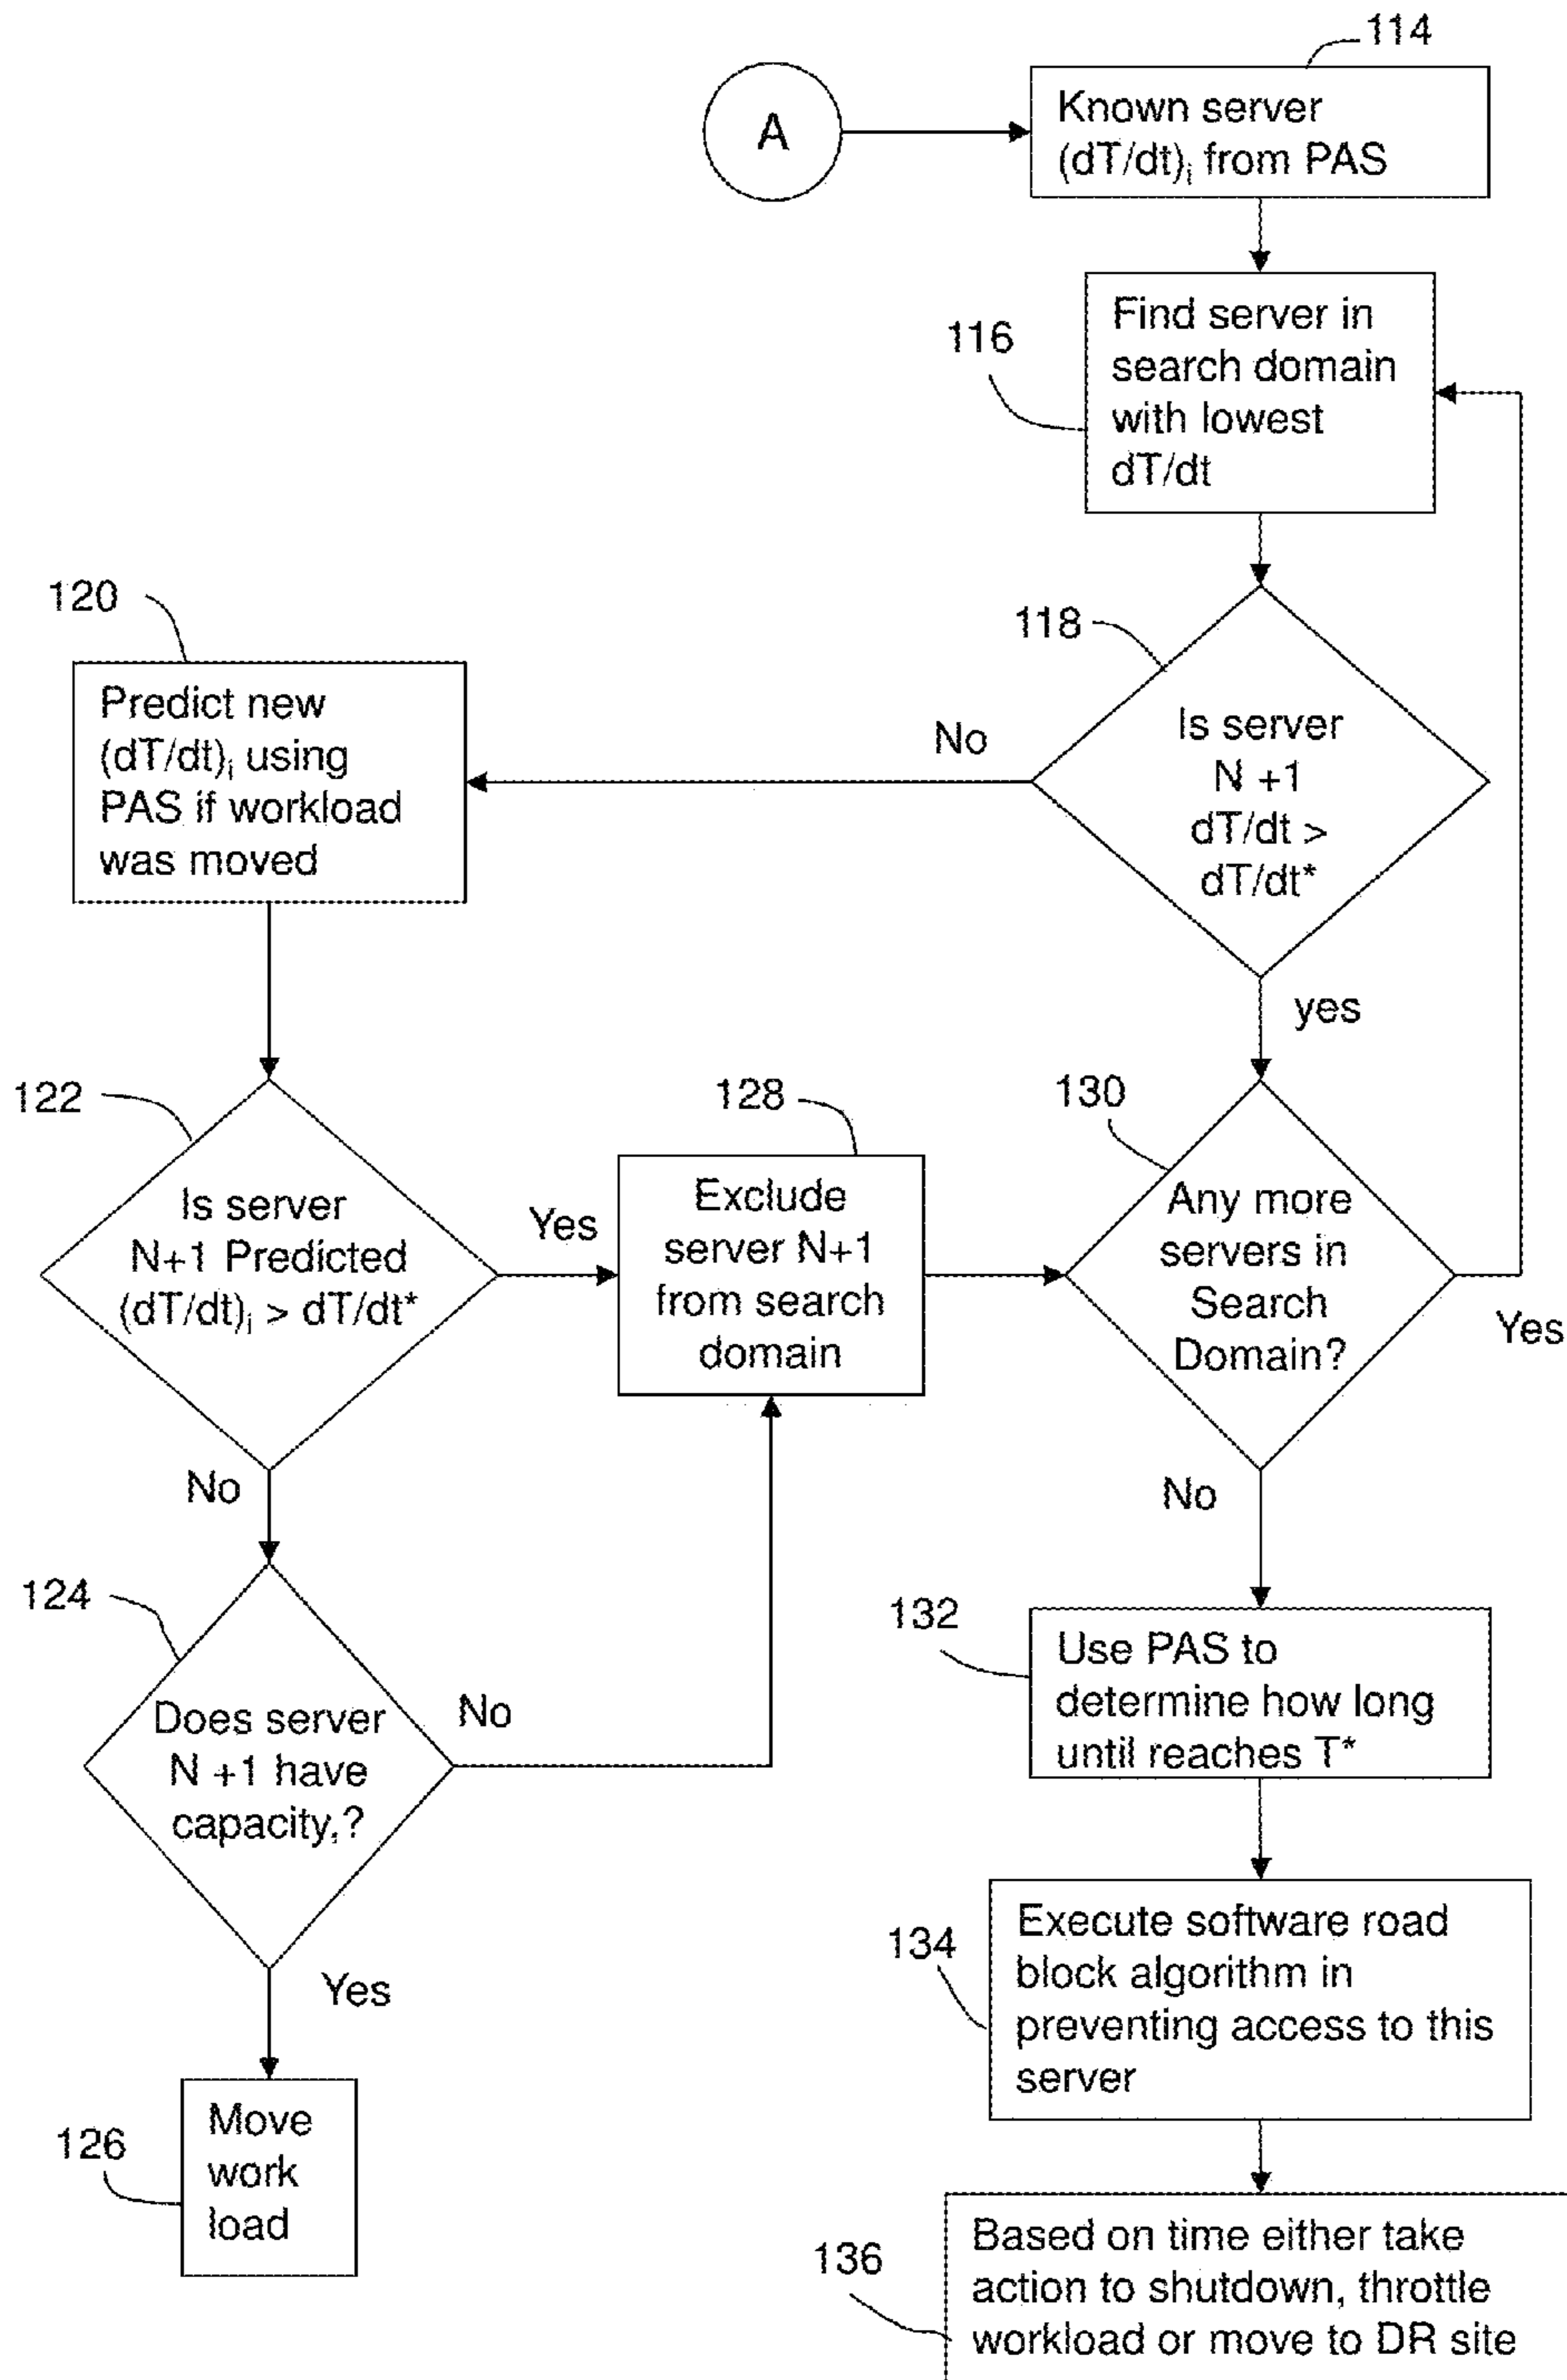 114
A
Known server
(dT/dt)i from PAS
116
Find server in
search domain
with lowest
dT/dt
118
Is server
N +1
dT/dt >
dT/dt*
No
yes
120
Predict new
(dT/dt)i using
PAS if workload
was moved
122
Is server
N+1 Predicted
(dT/dt)i > dT/dt*
Yes
No
128
Exclude
server N+1
from search
domain
130
Any more
servers in
Search
Domain?
Yes
No
124
Does server
N +1 have
capacity,?
No
Yes
126
Move
work
load
132
Use PAS to
determine how long
until reaches T*
134
Execute software road
block algorithm in
preventing access to this
server
136
Based on time either take
action to shutdown, throttle
workload or move to DR site